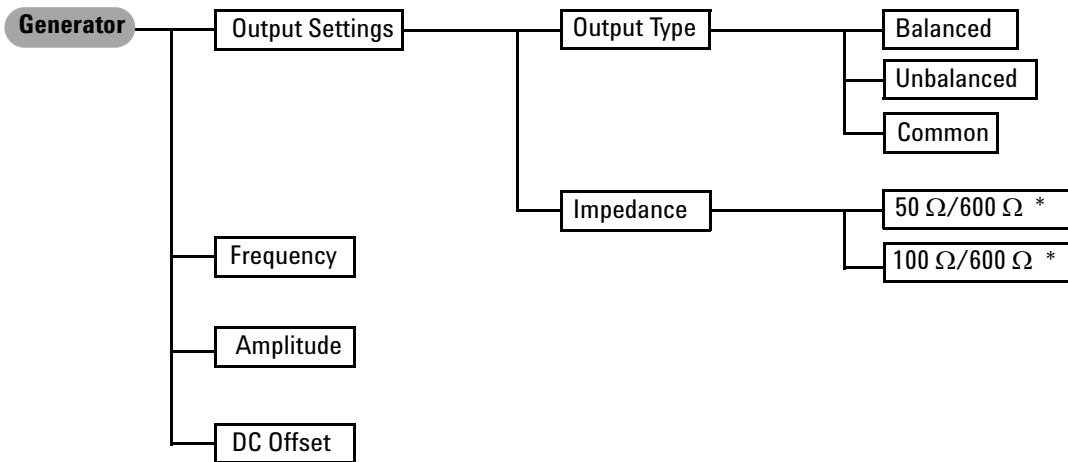 Generator
Output Settings
Output Type
Balanced
Unbalanced
Common
Impedance
50 Ω/600 Ω *
100 Ω/600 Ω *
Frequency
Amplitude
DC Offset